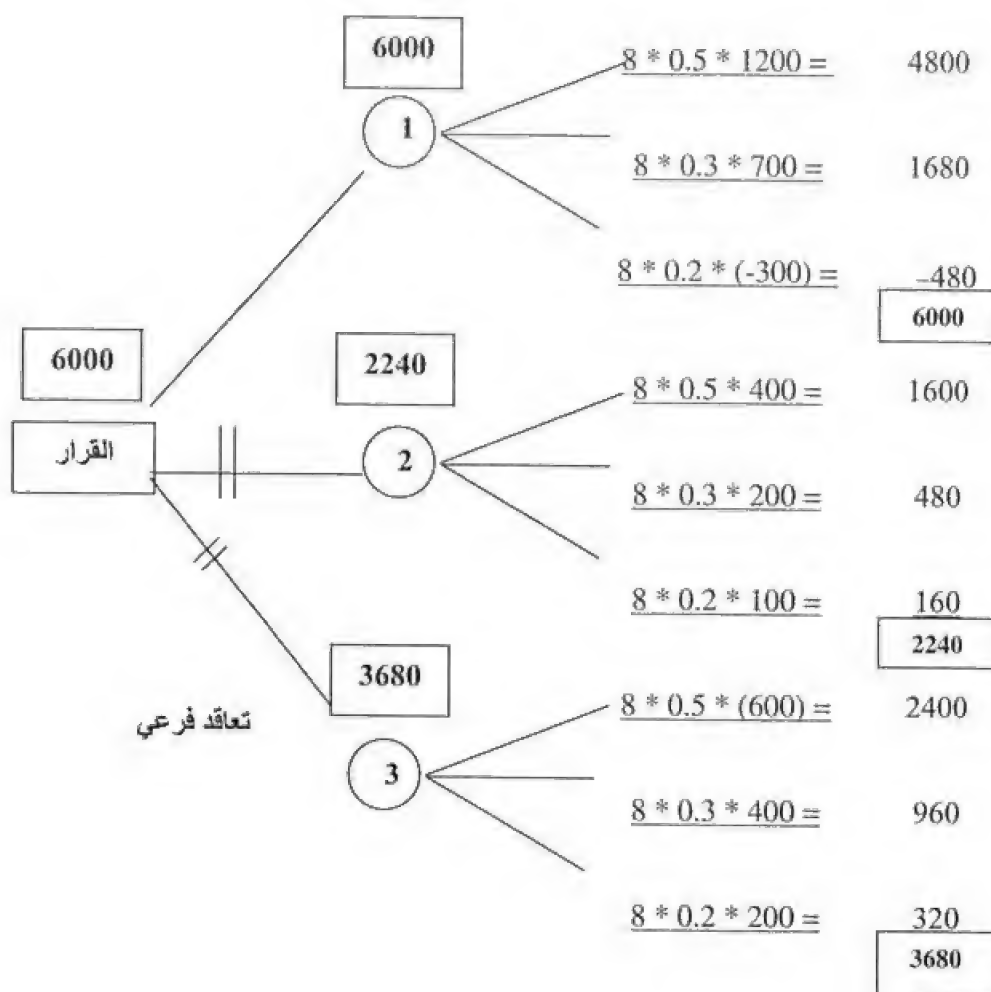 6000
8 * 0.5 * 1200 = 4800
1
8 * 0.3 * 700 = 1680
8 * 0.2 * (-300) = -480
6000
6000
2240
8 * 0.5 * 400 = 1600
القرار
2
8 * 0.3 * 200 = 480
8 * 0.2 * 100 = 160
2240
3680
8 * 0.5 * (600) = 2400
تعاقد فرعي
3
8 * 0.3 * 400 = 960
8 * 0.2 * 200 = 320
3680